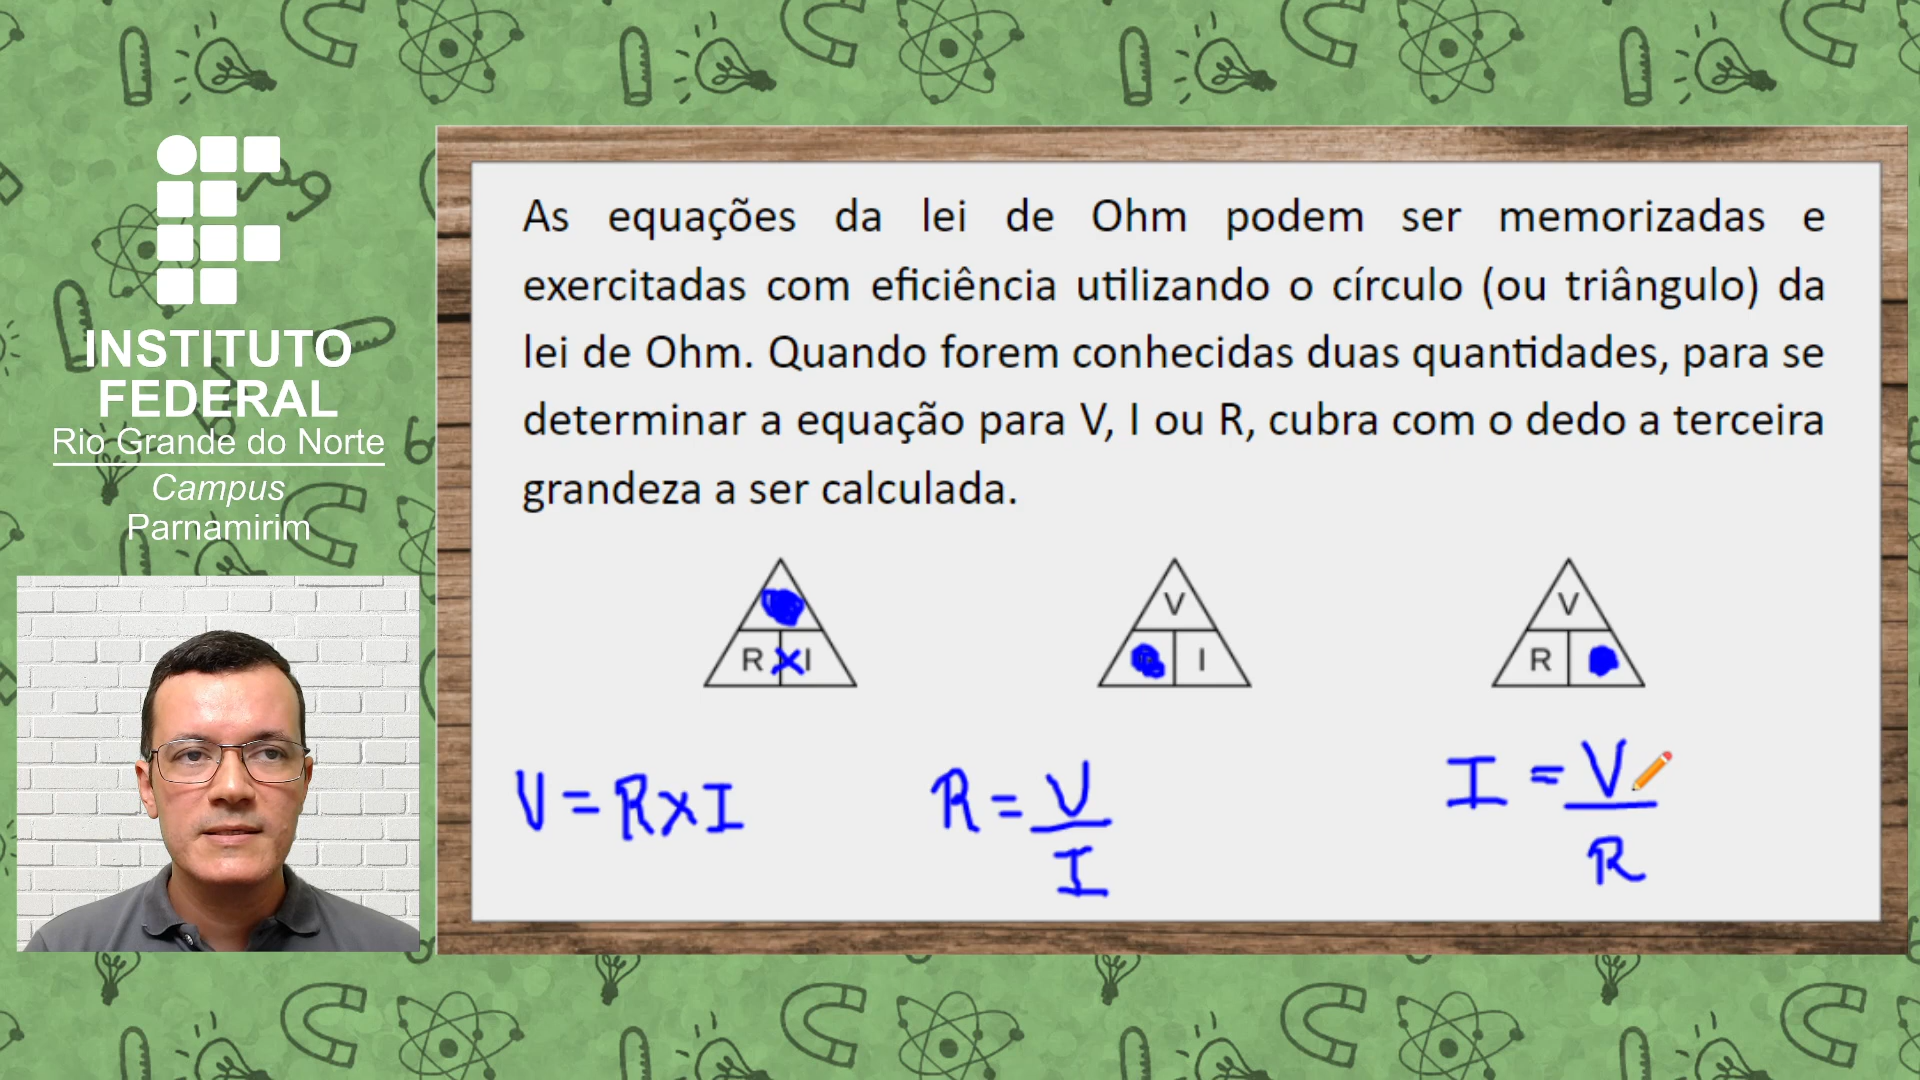 INSTITUTO
FEDERAL
Rio Grande do Norte
Campus
Parnamirim
As equações da lei de Ohm podem ser memorizadas e
exercitadas com eficiência utilizando o círculo (ou triângulo) da
lei de Ohm. Quando forem conhecidas duas quantidades, para se
determinar a equação para V, I ou R, cubra com o dedo a terceira
grandeza a ser calculada.
R x I
V
I
V
R
V = R x I
R = V
I
I = V
R